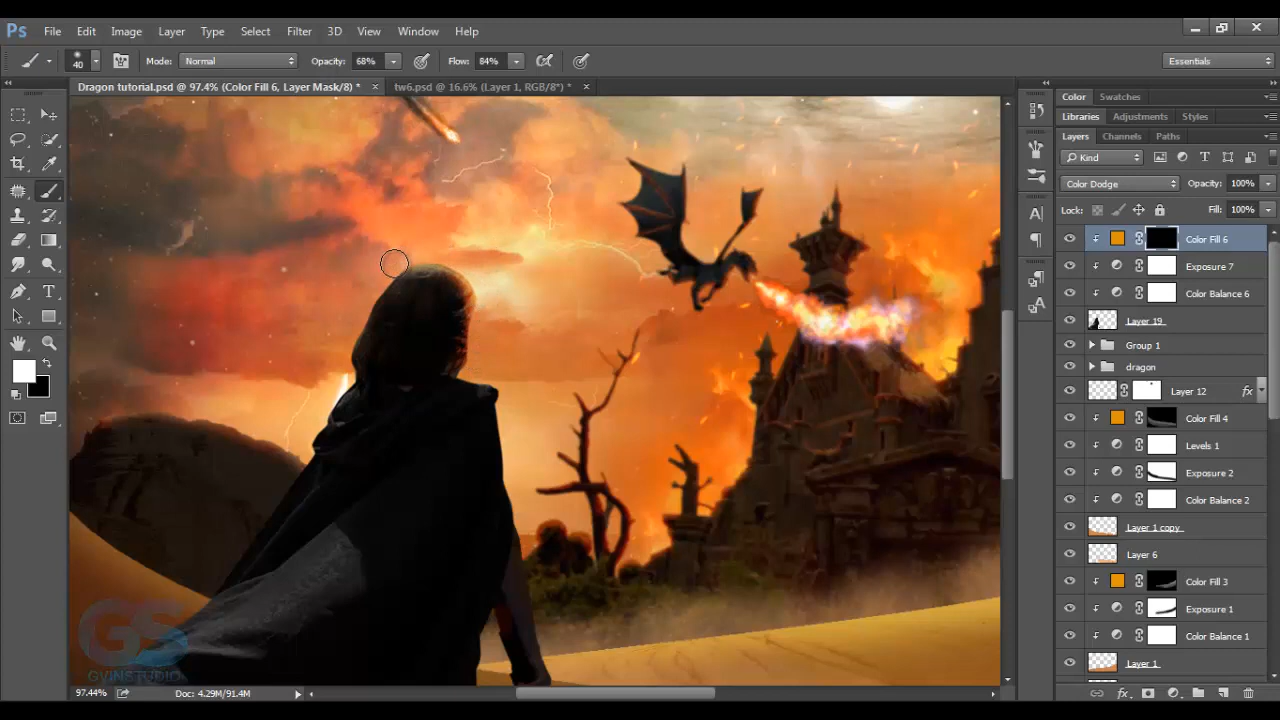 Ps File Edit Image Layer Type Select Filter 3D View Window Help
40 Mode: Normal Opacity: 68% Flow: 84% Essentials
Dragon tutorial.psd @ 97.4% (Color Fill 6, Layer Mask/8) * × tw6.psd @ 16.6% (Layer 1, RGB/8*) * ×
Color Swatches
Libraries Adjustments Styles
Layers Channels Paths
Kind
Color Dodge Opacity: 100%
Lock: Fill: 100%
Color Fill 6
Exposure 7
Color Balance 6
Layer 19
Group 1
dragon
Layer 12 fx
Color Fill 4
Levels 1
Exposure 2
Color Balance 2
Layer 1 copy
Layer 6
Color Fill 3
Exposure 1
Color Balance 1
Layer 1
GS
GVINSTUDIO
97.44% Doc: 4.29M/91.4M